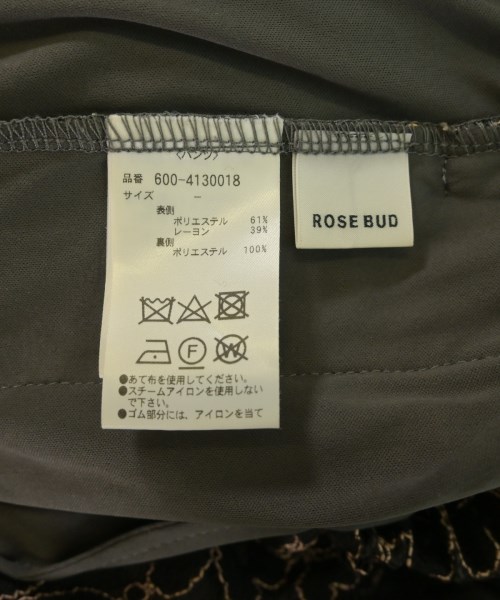 <パンツ>
品番 600-4130018
サイズ -
表側
ポリエステル 61%
レーヨン 39%
裏側
ポリエステル 100%
F W
●あて布を使用してください。
●スチームアイロンを使用しない
で下さい。
●ゴム部分には、アイロンを当て
ROSE BUD